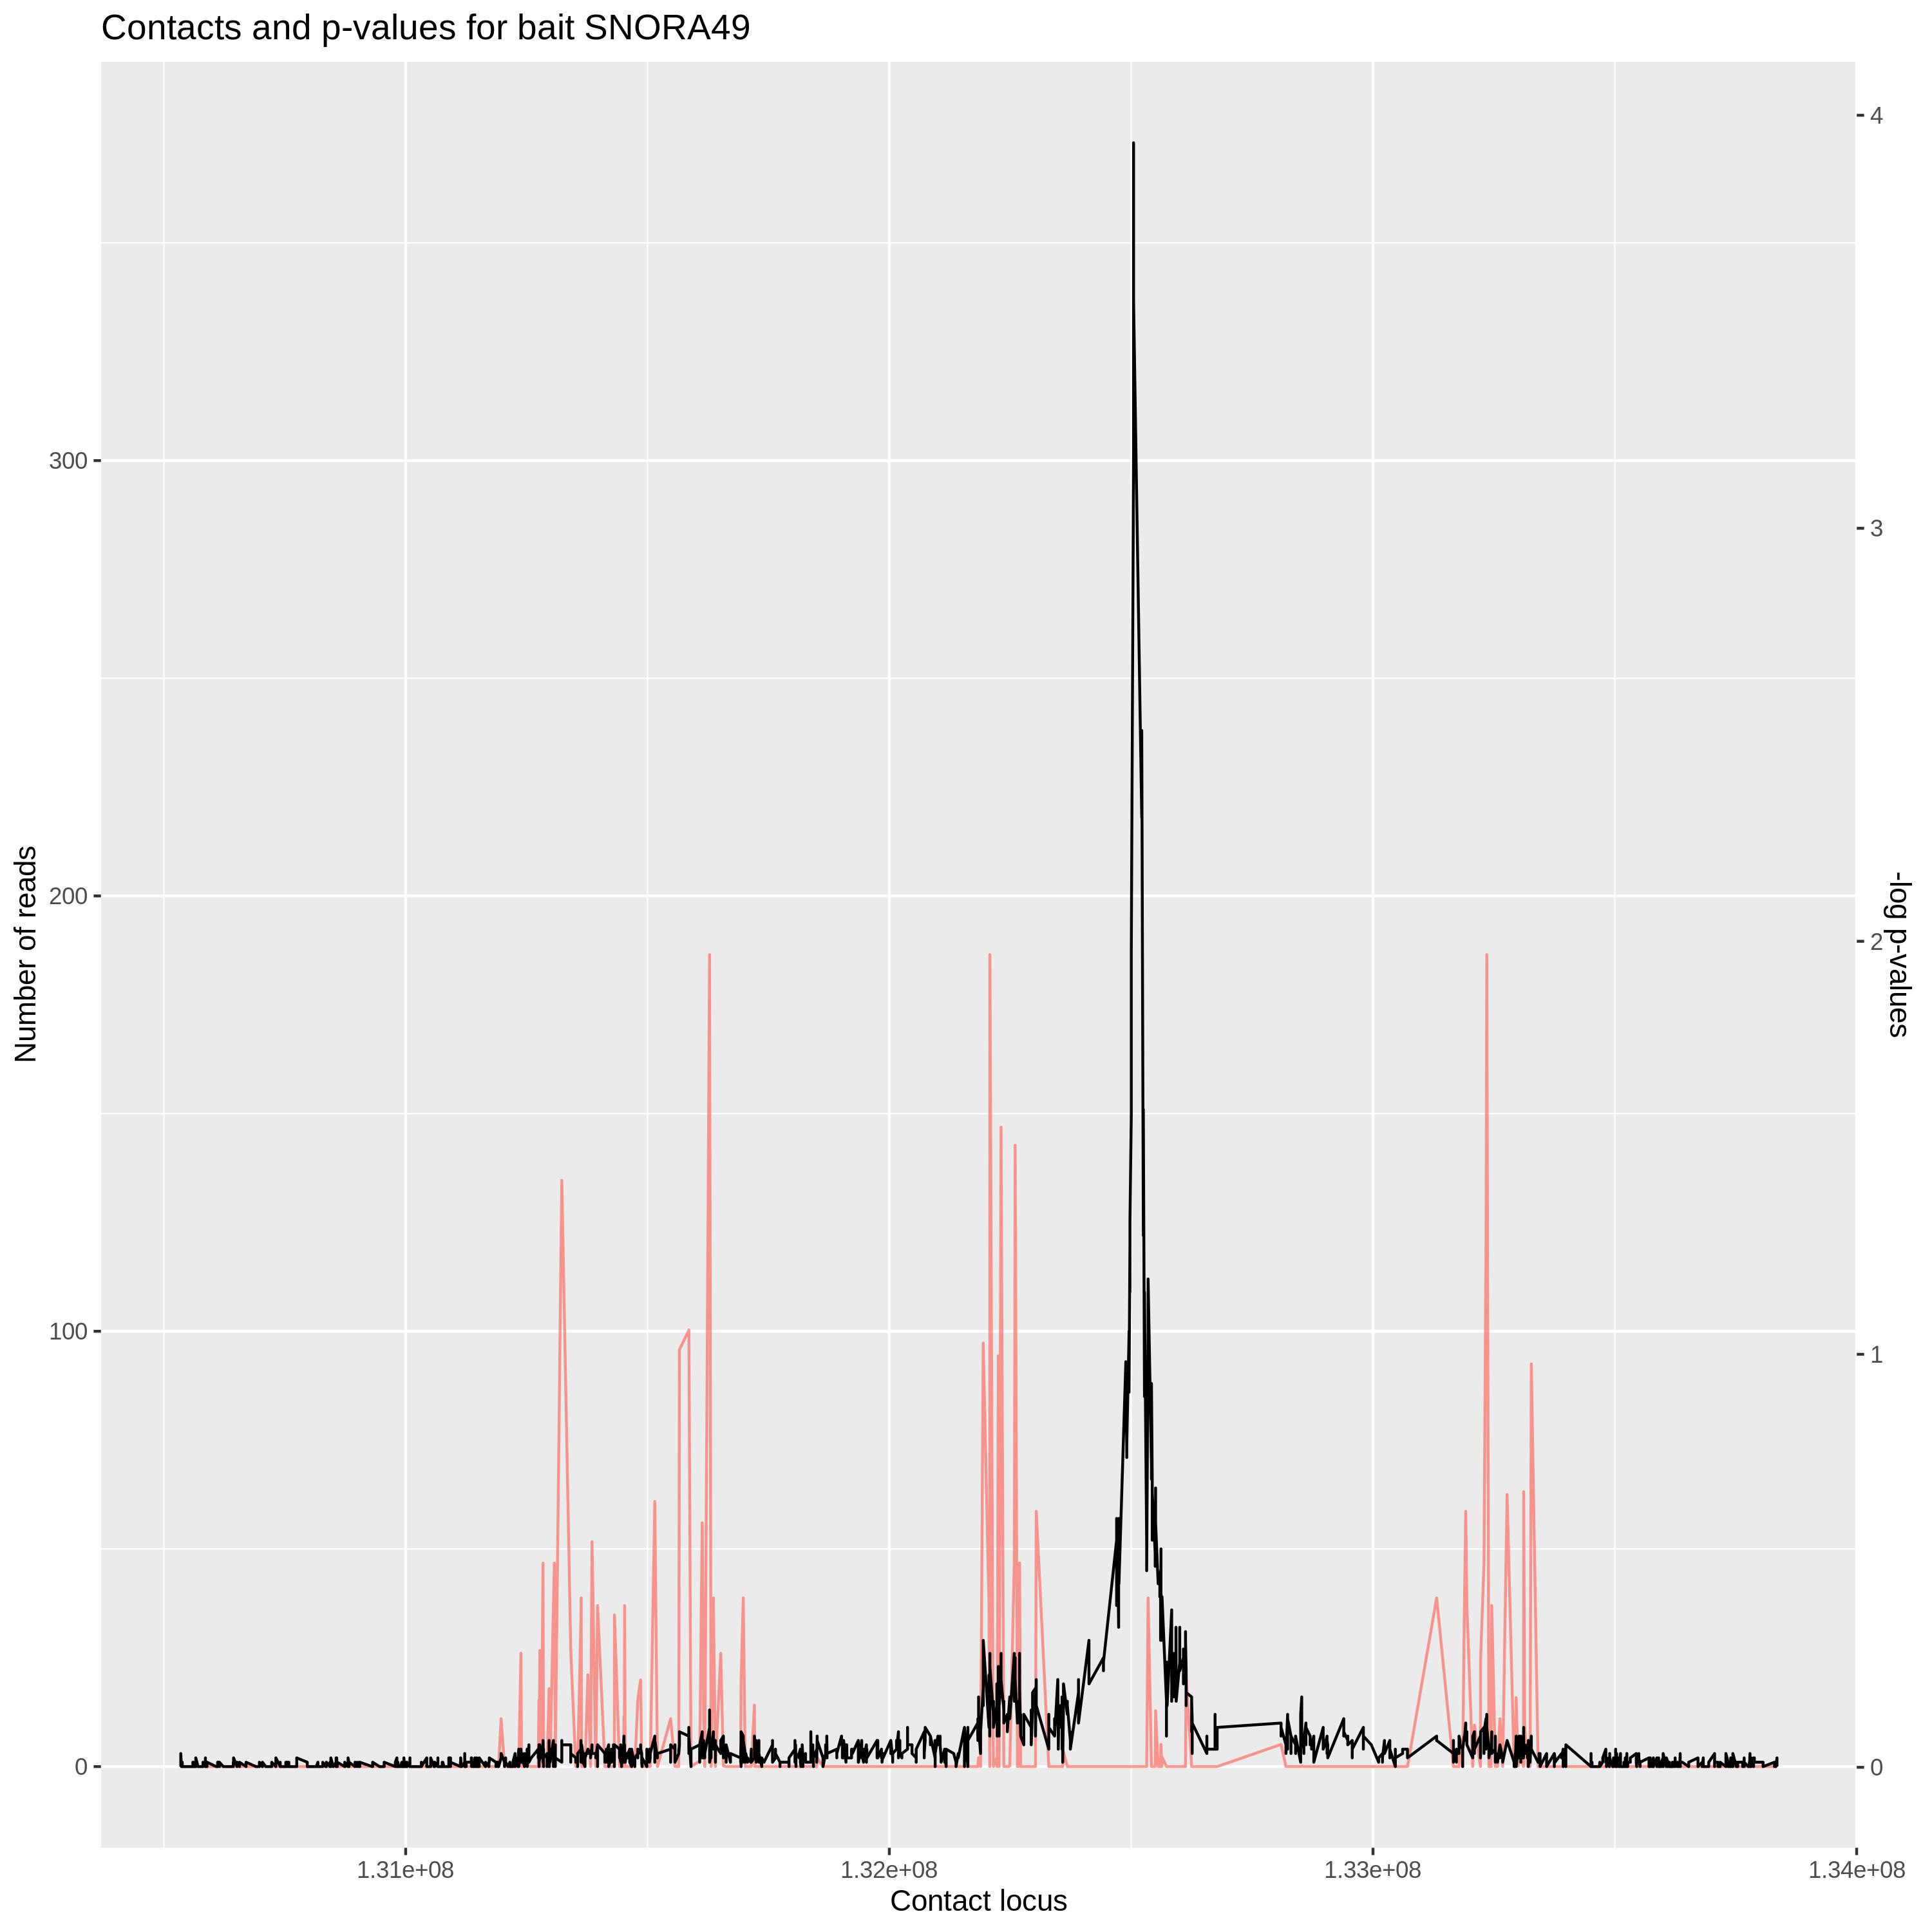 Contacts and p-values for bait SNORA49
Number of reads
300
200
100
0
4
3
2
1
0
-log p-values
1.31e+08
1.32e+08
1.33e+08
1.34e+08
Contact locus